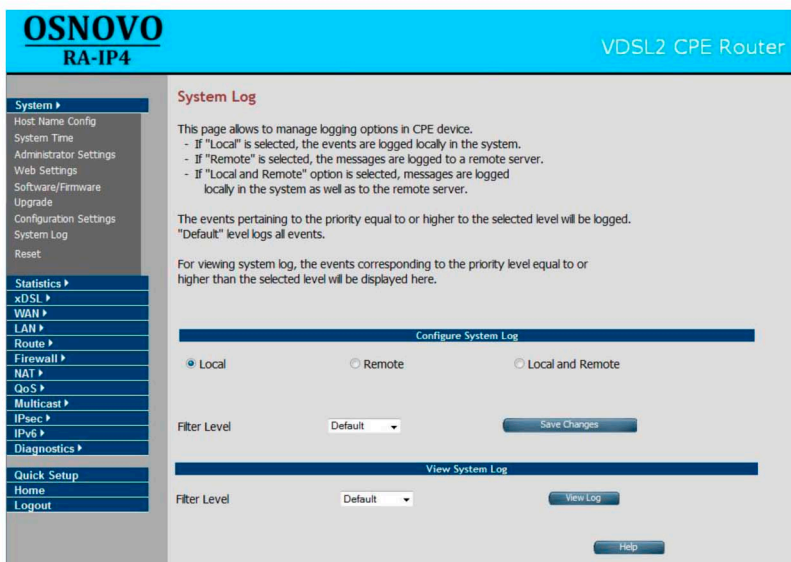 OSNOVO
RA-IP4
VDSL2 CPE Router
System
Host Name Config
System Time
Administrator Settings
Web Settings
Software/Firmware
Upgrade
Configuration Settings
System Log
Reset
Statistics
xDSL
WAN
LAN
Route
Firewall
NAT
QoS
Multicast
IPsec
IPv6
Diagnostics
Quick Setup
Home
Logout
System Log
This page allows to manage logging options in CPE device.
- If "Local" is selected, the events are logged locally in the system.
- If "Remote" is selected, the messages are logged to a remote server.
- If "Local and Remote" option is selected, messages are logged
locally in the system as well as to the remote server.
The events pertaining to the priority equal to or higher to the selected level will be logged.
"Default" level logs all events.
For viewing system log, the events corresponding to the priority level equal to or
higher than the selected level will be displayed here.
Configure System Log
Local Remote Local and Remote
Filter Level Default Save Changes
View System Log
Filter Level Default View Log
Help